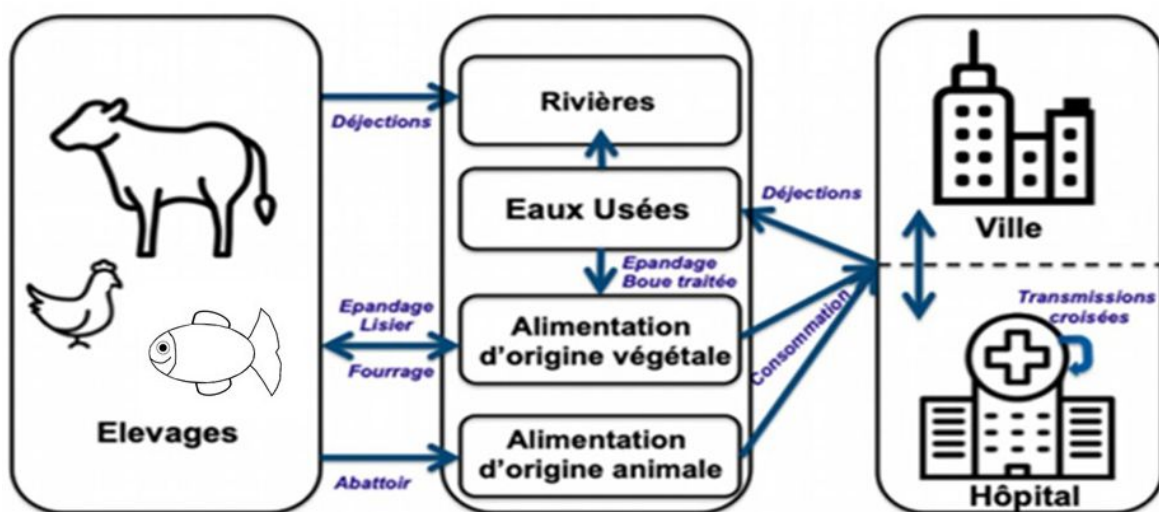 Elevages
Déjections
Epandage
Lisier
Fourrage
Abattoir
Rivières
Eaux Usées
Epandage
Boue traitée
Alimentation
d'origine végétale
Alimentation
d'origine animale
Déjections
Consommation
Ville
Transmissions
croisées
Hôpital